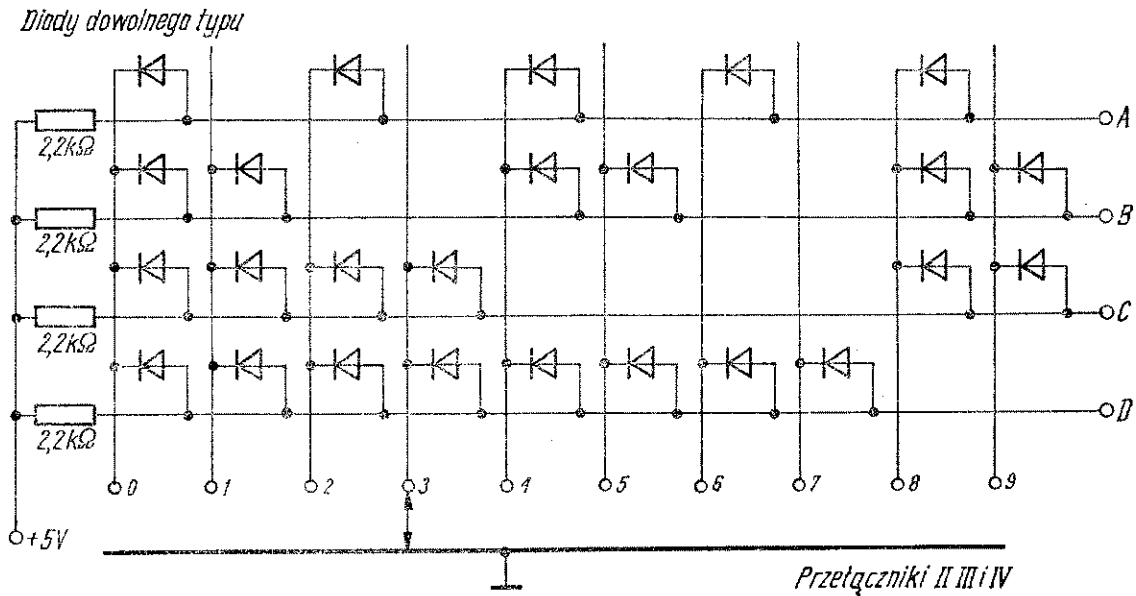 Diody dowolnego typu
2,2kΩ
A
2,2kΩ
B
2,2kΩ
C
2,2kΩ
D
0 1 2 3 4 5 6 7 8 9
+5V
Przełączniki II III i IV